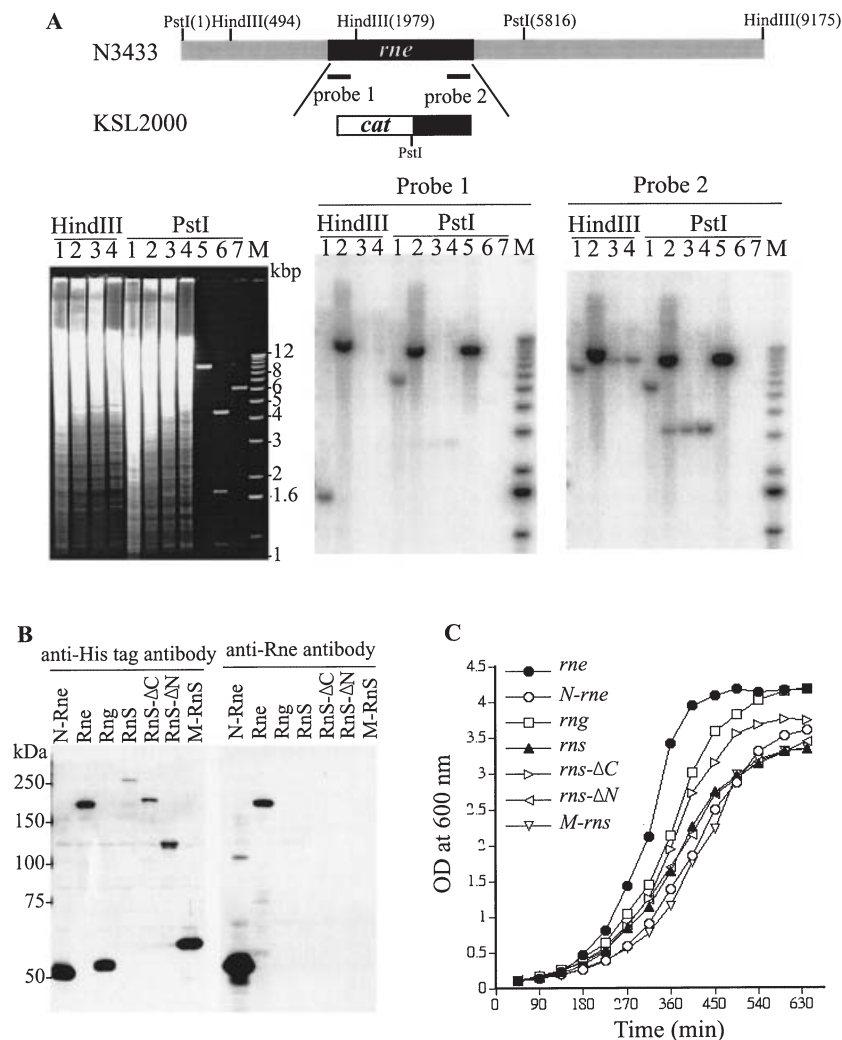 A
PstI(1) HindIII(494) HindIII(1979) PstI(5816) HindIII(9175)
N3433
rne
probe 1 probe 2
KSL2000
cat
PstI
Probe 1 Probe 2
HindIII PstI
1 2 3 4 1 2 3 4 5 6 7 M
kbp
12
8
6
5
4
3
2
1.6
1
HindIII PstI
1 2 3 4 1 2 3 4 5 6 7 M
HindIII PstI
1 2 3 4 1 2 3 4 5 6 7 M
B
anti-His tag antibody anti-Rne antibody
N-Rne Rne Rng RnS RnS-ΔC RnS-ΔN M-RnS
N-Rne Rne Rng RnS RnS-ΔC RnS-ΔN M-RnS
kDa
250
150
100
75
50
C
rne
N-rne
rng
rns
rns-ΔC
rns-ΔN
M-rns
OD at 600 nm
4.5
4
3.5
3
2.5
2
1.5
1
0.5
0
0 90 180 270 360 450 540 630
Time (min)